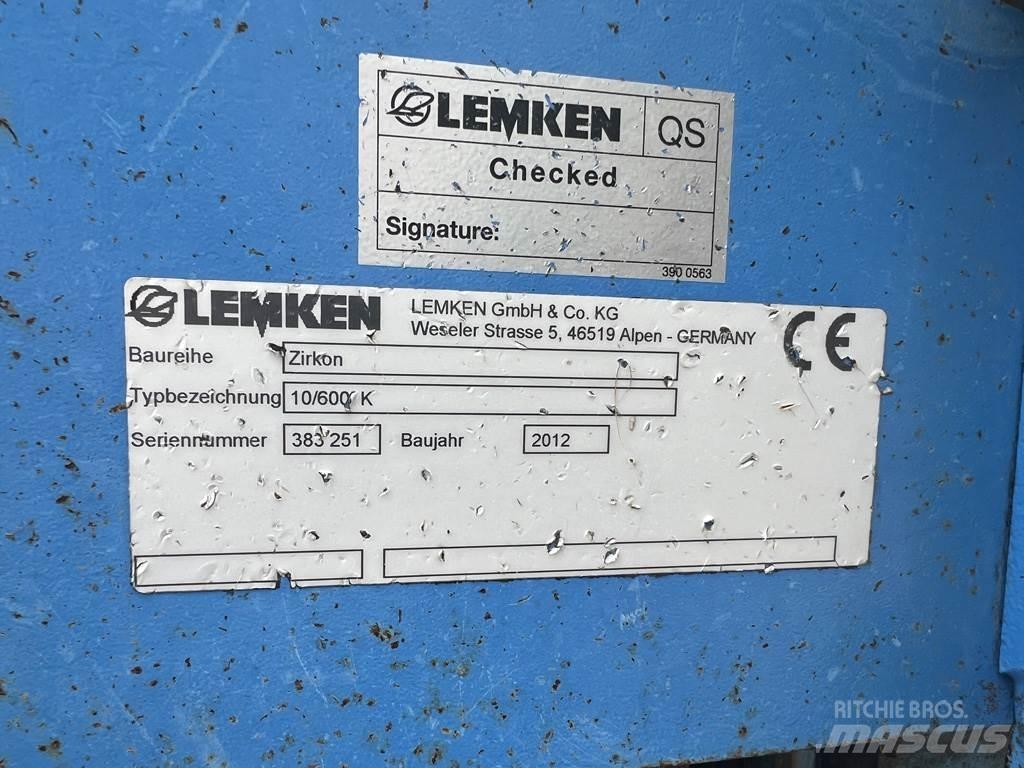 LEMKEN QS
Checked
Signature:
390 0563
LEMKEN
LEMKEN GmbH & Co. KG
Weseler Strasse 5, 46519 Alpen - GERMANY
CE
Baureihe Zirkon
Typbezeichnung 10/600 K
Seriennummer 383 251 Baujahr 2012
RITCHIE BROS.
MASCUS